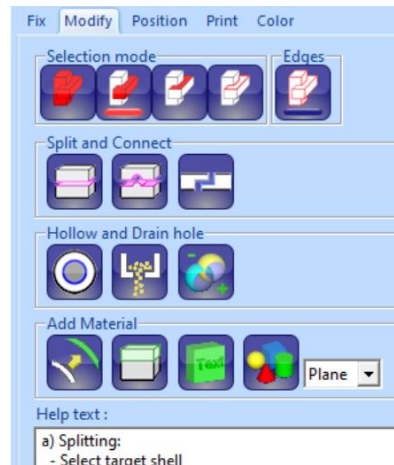 Fix Modify Position Print Color
Selection mode Edges
Split and Connect
Hollow and Drain hole
- +
Add Material
Text
Plane
Help text :
a) Splitting:
- Select target shell